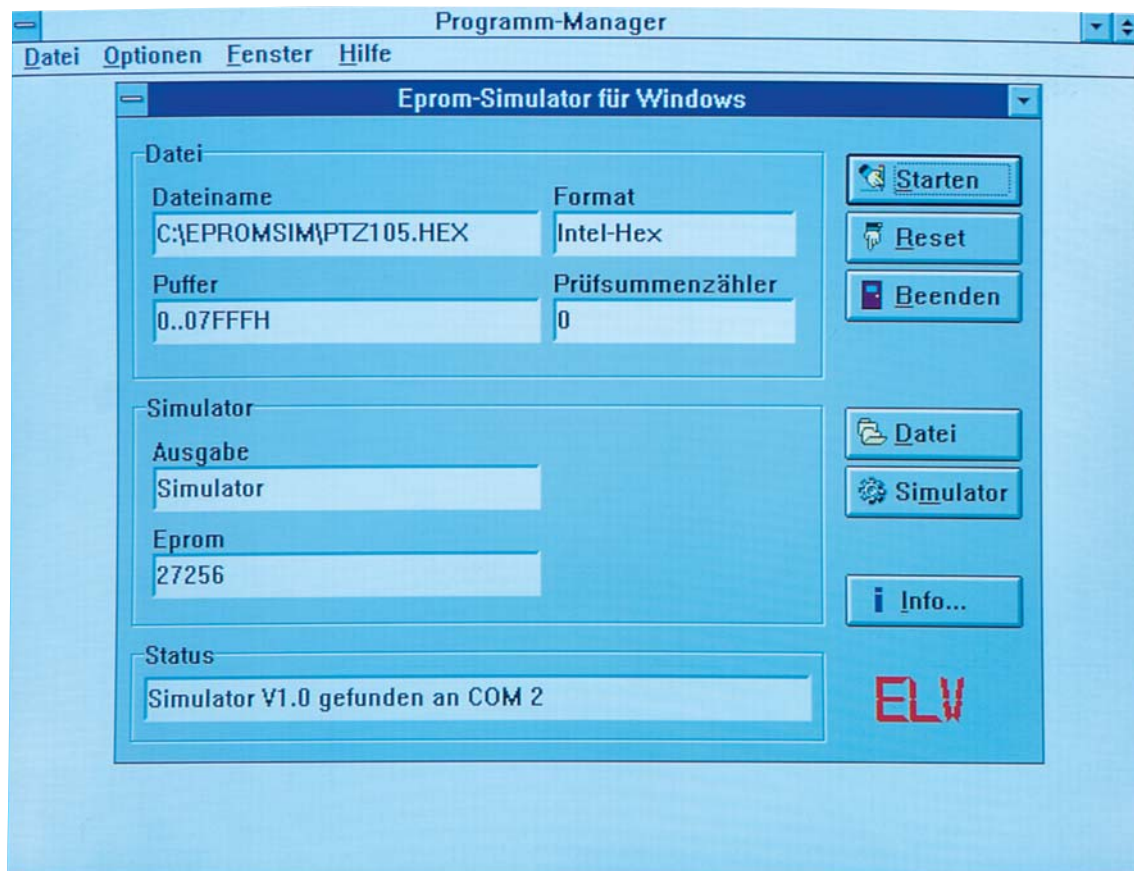 Programm-Manager
Datei Optionen Fenster Hilfe
Eprom-Simulator für Windows
Datei
Dateiname
C:\EPROMSIM\PTZ105.HEX
Format
Intel-Hex
Puffer
0..07FFFH
Prüfsummenzähler
0
Simulator
Ausgabe
Simulator
Eprom
27256
Status
Simulator V1.0 gefunden an COM 2
Starten
Reset
Beenden
Datei
Simulator
i Info...
ELV